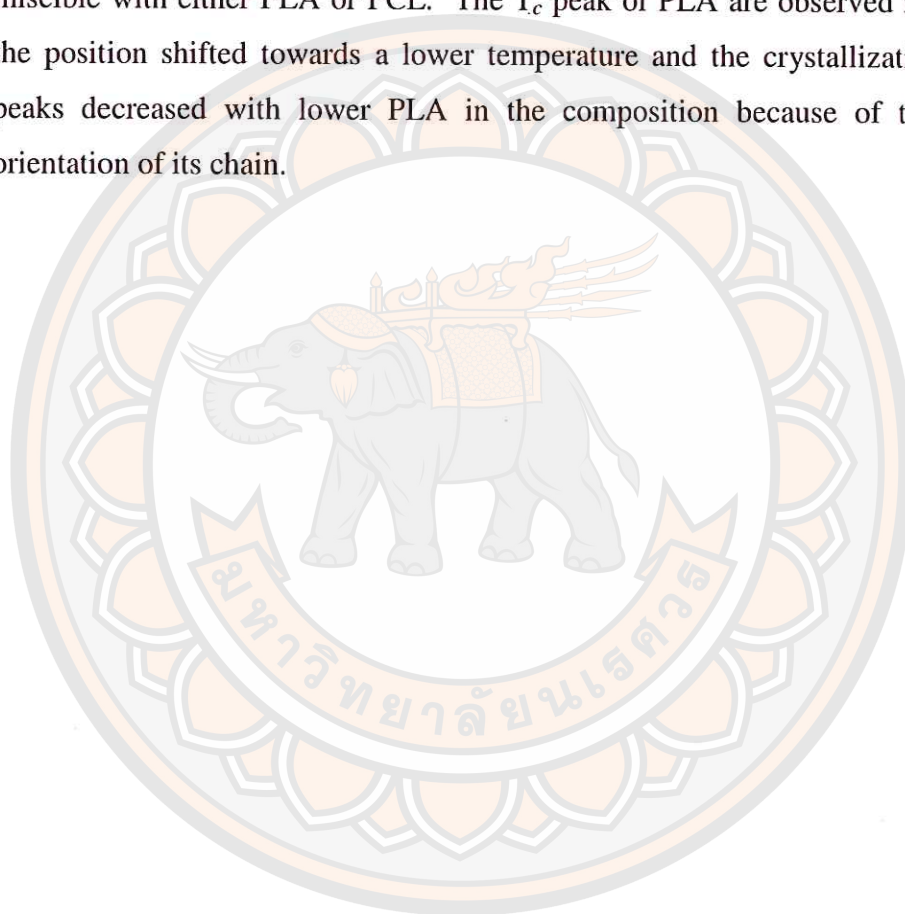 miscible with either PLA or PCL. The Tc peak of PLA are observed
the position shifted towards a lower temperature and the crystallizati
peaks decreased with lower PLA in the composition because of t
orientation of its chain.
มหาวิทยาลัยนเรศวร